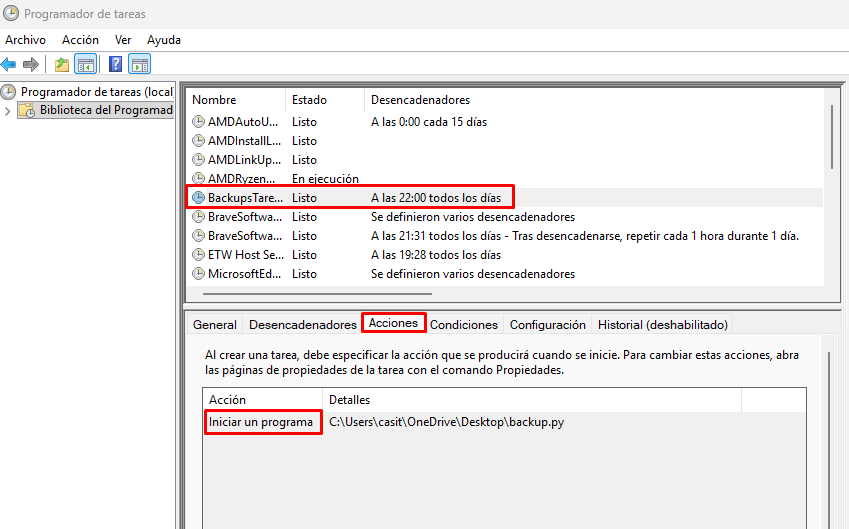 Programador de tareas
Archivo Acción Ver Ayuda
Programador de tareas (local
Biblioteca del Programad
Nombre Estado Desencadenadores
AMDAutoU... Listo A las 0:00 cada 15 días
AMDInstallL... Listo
AMDLinkUp... Listo
AMDRyzen... En ejecución
BackupsTare... Listo A las 22:00 todos los días
BraveSoftwa... Listo Se definieron varios desencadenadores
BraveSoftwa... Listo A las 21:31 todos los días - Tras desencadenarse, repetir cada 1 hora durante 1 día.
ETW Host Se... Listo A las 19:28 todos los días
MicrosoftEd... Listo Se definieron varios desencadenadores
General Desencadenadores Acciones Condiciones Configuración Historial (deshabilitado)
Al crear una tarea, debe especificar la acción que se producirá cuando se inicie. Para cambiar estas acciones, abra
las páginas de propiedades de la tarea con el comando Propiedades.
Acción Detalles
Iniciar un programa C:\Users\casit\OneDrive\Desktop\backup.py